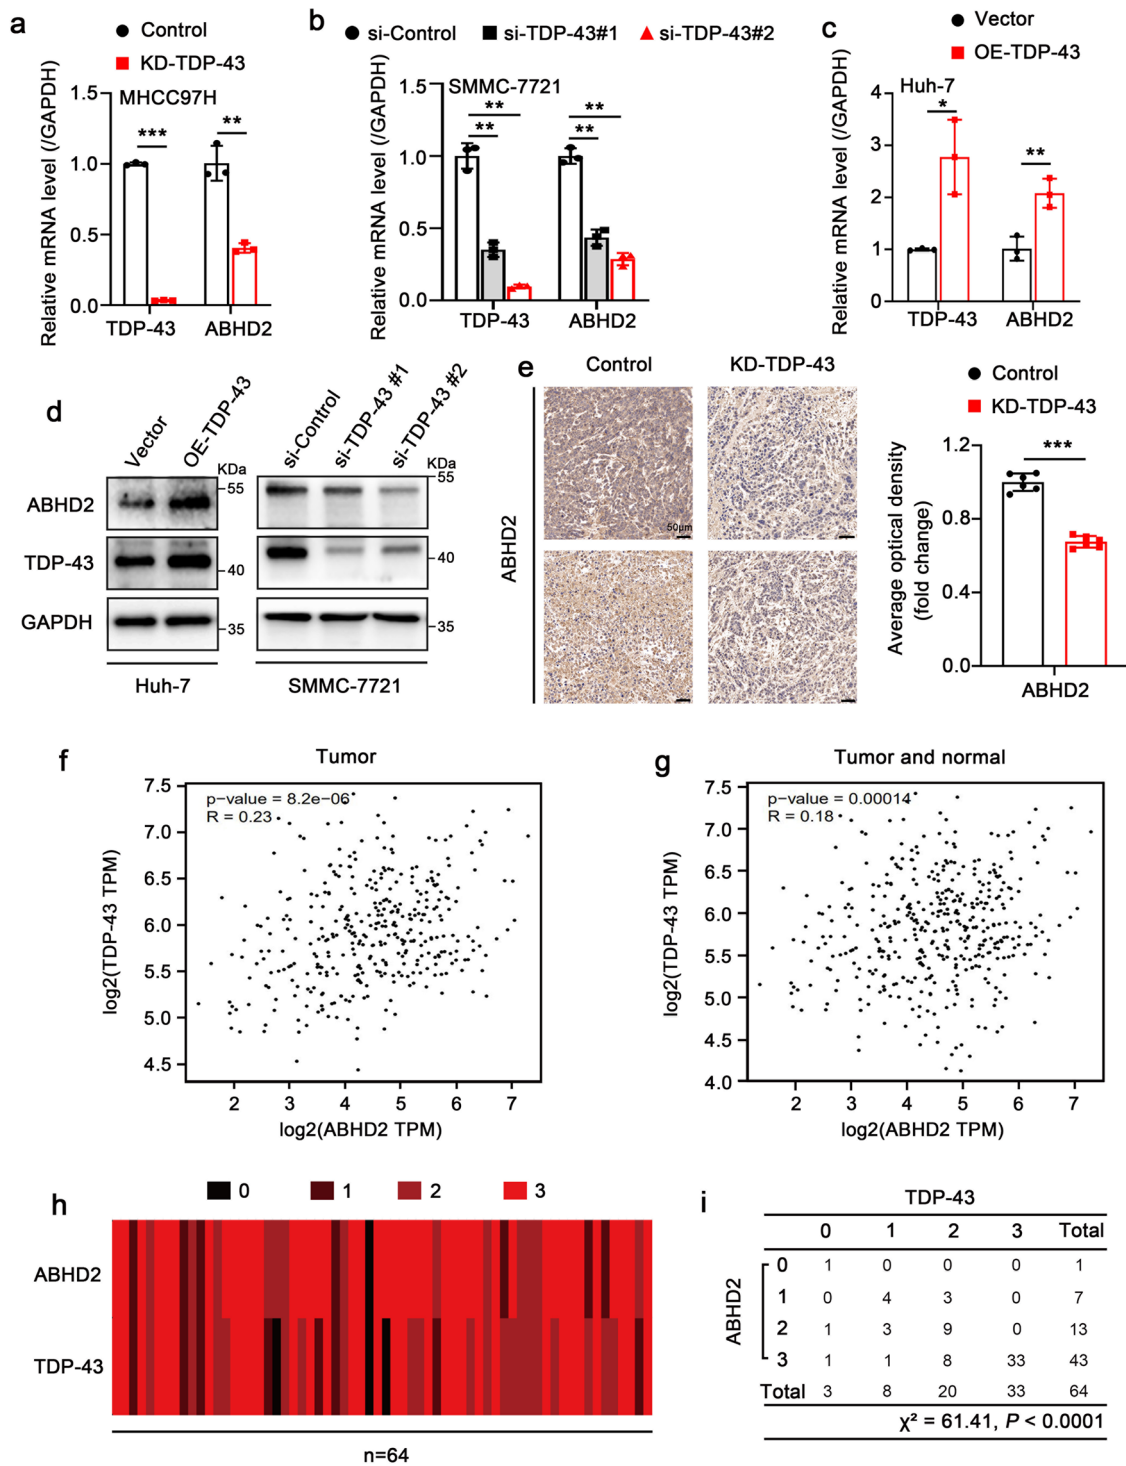 a
Control
KD-TDP-43
MHCC97H
Relative mRNA level (/GAPDH)
1.5
1.0
0.5
0.0
***
**
TDP-43 ABHD2
b
si-Control si-TDP-43#1 si-TDP-43#2
SMMC-7721
Relative mRNA level (/GAPDH)
1.5
1.0
0.5
0.0
**
**
**
**
TDP-43 ABHD2
c
Vector
OE-TDP-43
Huh-7
Relative mRNA level (/GAPDH)
4
3
2
1
0
*
**
TDP-43 ABHD2
d
Vector OE-TDP-43 si-Control si-TDP-43 #1 si-TDP-43 #2
KDa KDa
ABHD2 55 55
TDP-43 40 40
GAPDH 35 35
Huh-7 SMMC-7721
e
Control KD-TDP-43
ABHD2
50μm
Control
KD-TDP-43
Average optical density
(fold change)
1.2
0.8
0.4
0.0
***
ABHD2
f
Tumor
p-value = 8.2e−06
R = 0.23
log2(TDP-43 TPM)
7.5
7.0
6.5
6.0
5.5
5.0
4.5
2 3 4 5 6 7
log2(ABHD2 TPM)
g
Tumor and normal
p-value = 0.00014
R = 0.18
log2(TDP-43 TPM)
7.5
7.0
6.5
6.0
5.5
5.0
4.5
4.0
2 3 4 5 6 7
log2(ABHD2 TPM)
h
0 1 2 3
ABHD2
TDP-43
n=64
i
TDP-43
0 1 2 3 Total
ABHD2
0 1 0 0 0 1
1 0 4 3 0 7
2 1 3 9 0 13
3 1 1 8 33 43
Total 3 8 20 33 64
χ² = 61.41, P < 0.0001